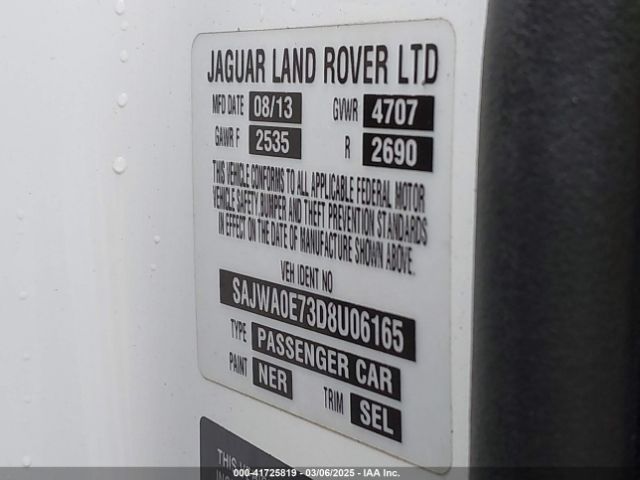 JAGUAR LAND ROVER LTD
MFD DATE 08/13 GVWR 4707
GAWR F 2535 R 2690
THIS VEHICLE CONFORMS TO ALL APPLICABLE FEDERAL MOTOR
VEHICLE SAFETY,BUMPER AND THEFT PREVENTION STANDARDS
IN EFFECT ON THE DATE OF MANUFACTURE SHOWN ABOVE.
VEH IDENT NO
SAJWA0E73D8U06165
TYPE PASSENGER CAR
PAINT NER TRIM SEL
THIS
000-41725819 | 03/06/2025 - IAA Inc.